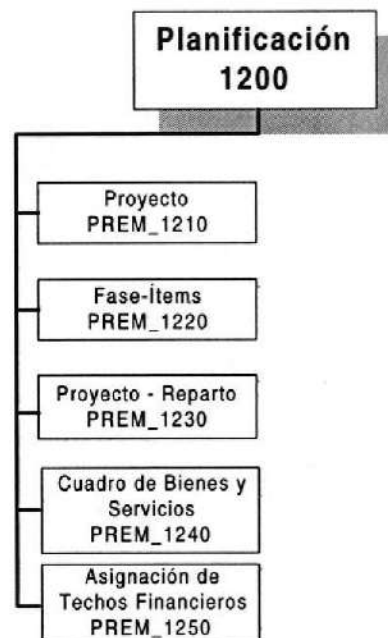 Planificación
1200
Proyecto
PREM_1210
Fase-Ítems
PREM_1220
Proyecto - Reparto
PREM_1230
Cuadro de Bienes y
Servicios
PREM_1240
Asignación de
Techos Financieros
PREM_1250